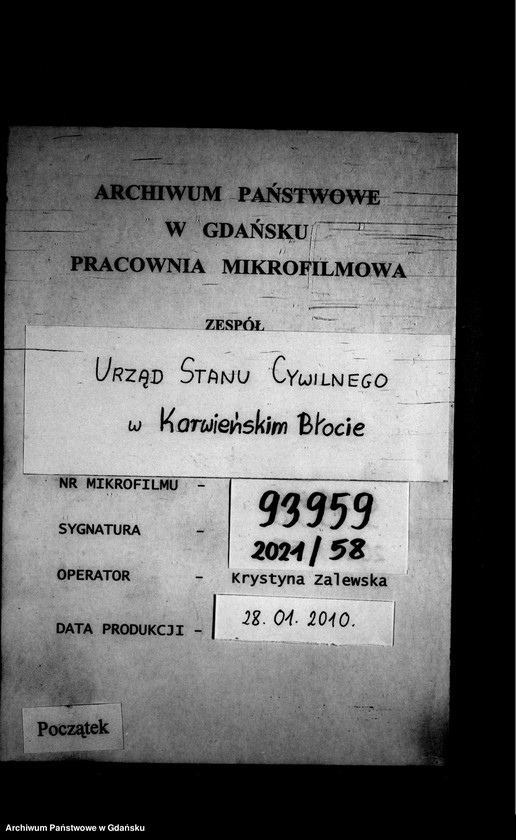 ARCHIWUM PAŃSTWOWE
W GDAŃSKU
PRACOWNIA MIKROFILMOWA
ZESPÓŁ
URZĄD STANU CYWILNEGO
w Karwieńskim Błocie
NR MIKROFILMU - 93959
SYGNATURA - 2021/58
OPERATOR - Krystyna Zalewska
DATA PRODUKCJI - 28.01.2010.
Początek
Archiwum Państwowe w Gdańsku